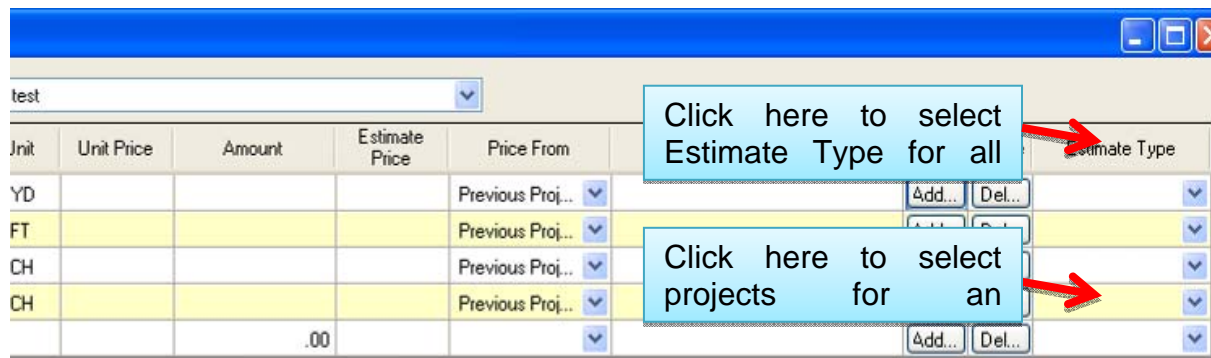 test
Click here to select
Estimate Type for all
Unit Price Amount Estimate Price Price From Estimate Type
YD Previous Proj... Add... Del...
FT Previous Proj...
CH Previous Proj...
Click here to select
projects for an
CH Previous Proj...
.00 Add... Del...